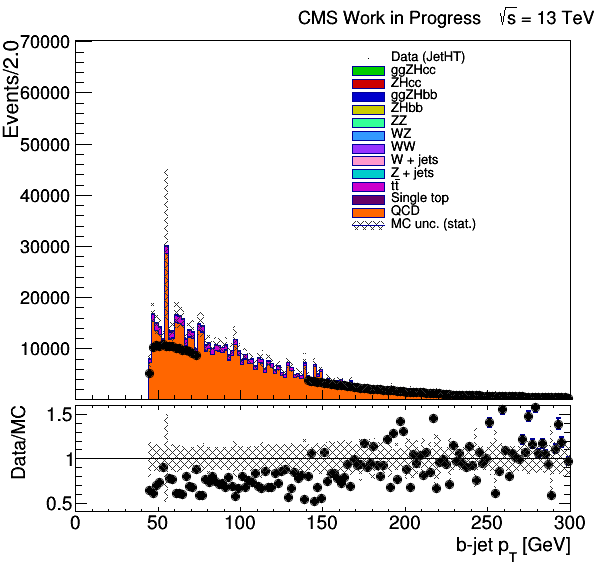 CMS Work in Progress √s = 13 TeV
Events/2.0
70000
60000
50000
40000
30000
20000
10000
Data (JetHT)
ggZHcc
ZHcc
ggZHbb
ZHbb
ZZ
WZ
WW
W + jets
Z + jets
tt̄
Single top
QCD
MC unc. (stat.)
Data/MC
1.5
1
0.5
0 50 100 150 200 250 300
b-jet p_T [GeV]